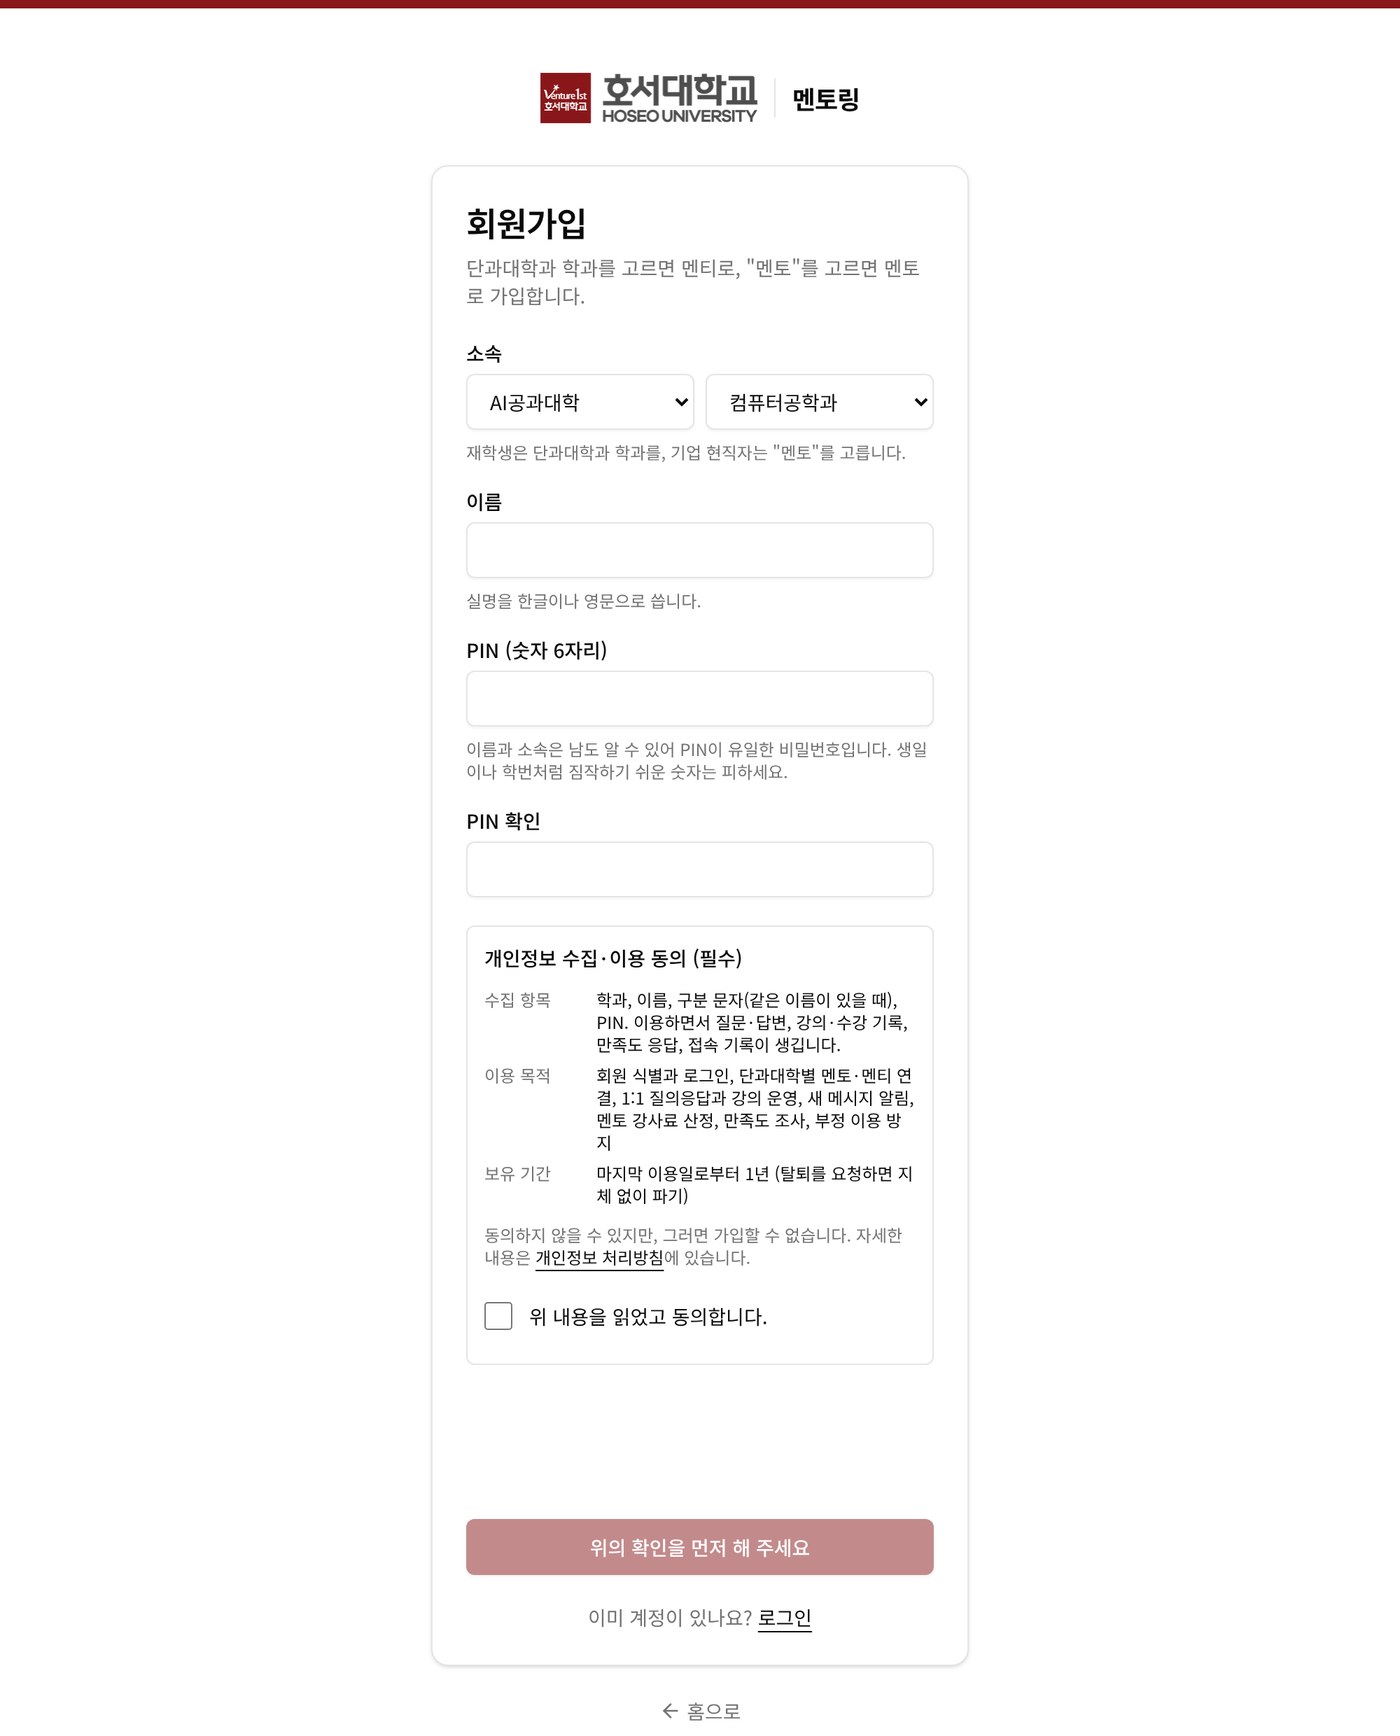 Venture 1st
호서대학교
호서대학교
HOSEO UNIVERSITY
멘토링
회원가입
단과대학과 학과를 고르면 멘티로, "멘토"를 고르면 멘토
로 가입합니다.
소속
AI공과대학
컴퓨터공학과
재학생은 단과대학과 학과를, 기업 현직자는 "멘토"를 고릅니다.
이름
실명을 한글이나 영문으로 씁니다.
PIN (숫자 6자리)
이름과 소속은 남도 알 수 있어 PIN이 유일한 비밀번호입니다. 생일
이나 학번처럼 짐작하기 쉬운 숫자는 피하세요.
PIN 확인
개인정보 수집·이용 동의 (필수)
수집 항목
학과, 이름, 구분 문자(같은 이름이 있을 때),
PIN. 이용하면서 질문·답변, 강의·수강 기록,
만족도 응답, 접속 기록이 생깁니다.
이용 목적
회원 식별과 로그인, 단과대학별 멘토·멘티 연
결, 1:1 질의응답과 강의 운영, 새 메시지 알림,
멘토 강사료 산정, 만족도 조사, 부정 이용 방
지
보유 기간
마지막 이용일로부터 1년 (탈퇴를 요청하면 지
체 없이 파기)
동의하지 않을 수 있지만, 그러면 가입할 수 없습니다. 자세한
내용은 개인정보 처리방침에 있습니다.
위 내용을 읽었고 동의합니다.
위의 확인을 먼저 해 주세요
이미 계정이 있나요? 로그인
← 홈으로